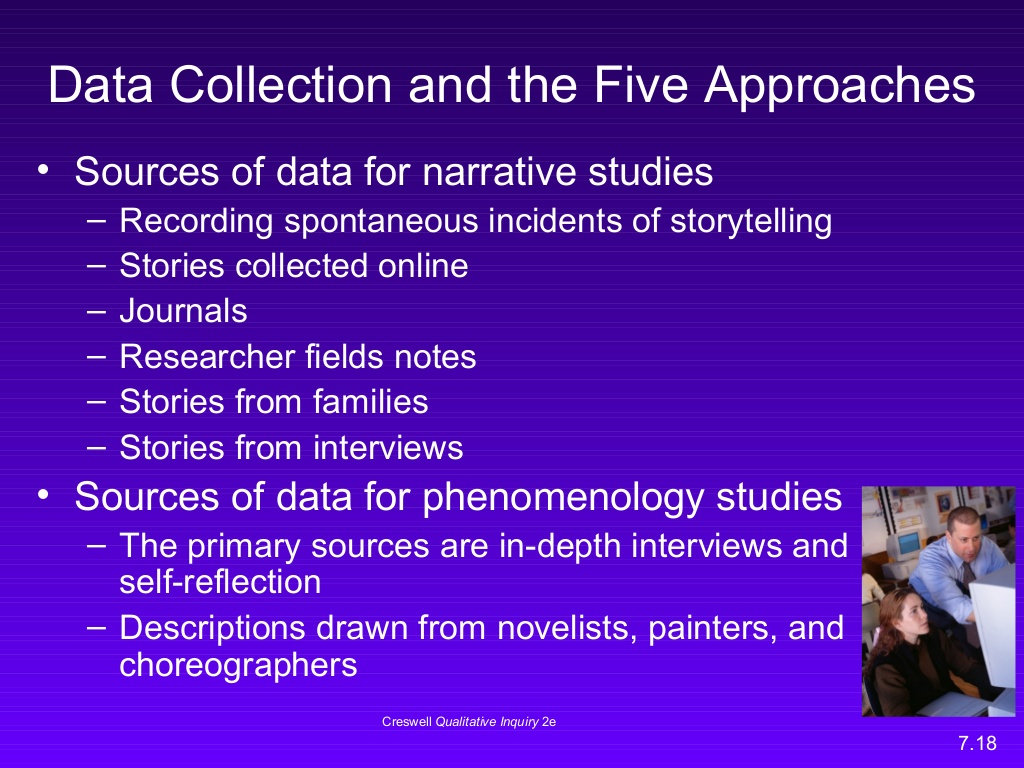 Data Collection and the Five Approaches
• Sources of data for narrative studies
– Recording spontaneous incidents of storytelling
– Stories collected online
– Journals
– Researcher fields notes
– Stories from families
– Stories from interviews
• Sources of data for phenomenology studies
– The primary sources are in-depth interviews and
self-reflection
– Descriptions drawn from novelists, painters, and
choreographers
Creswell Qualitative Inquiry 2e
7.18